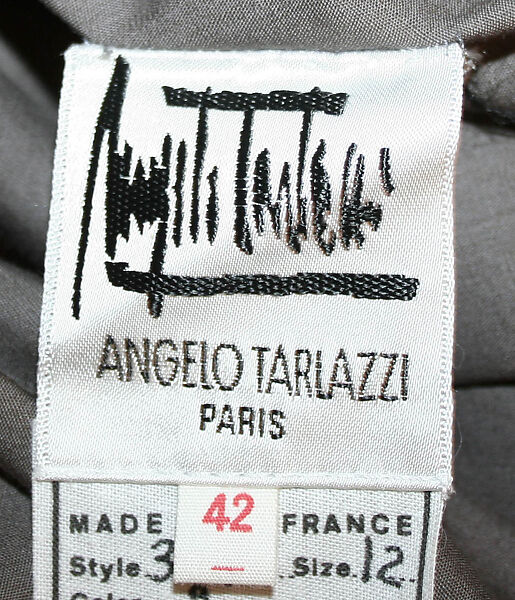 ANGELO TARLAZZI
PARIS
42
MADE FRANCE
Style 3 Size 12